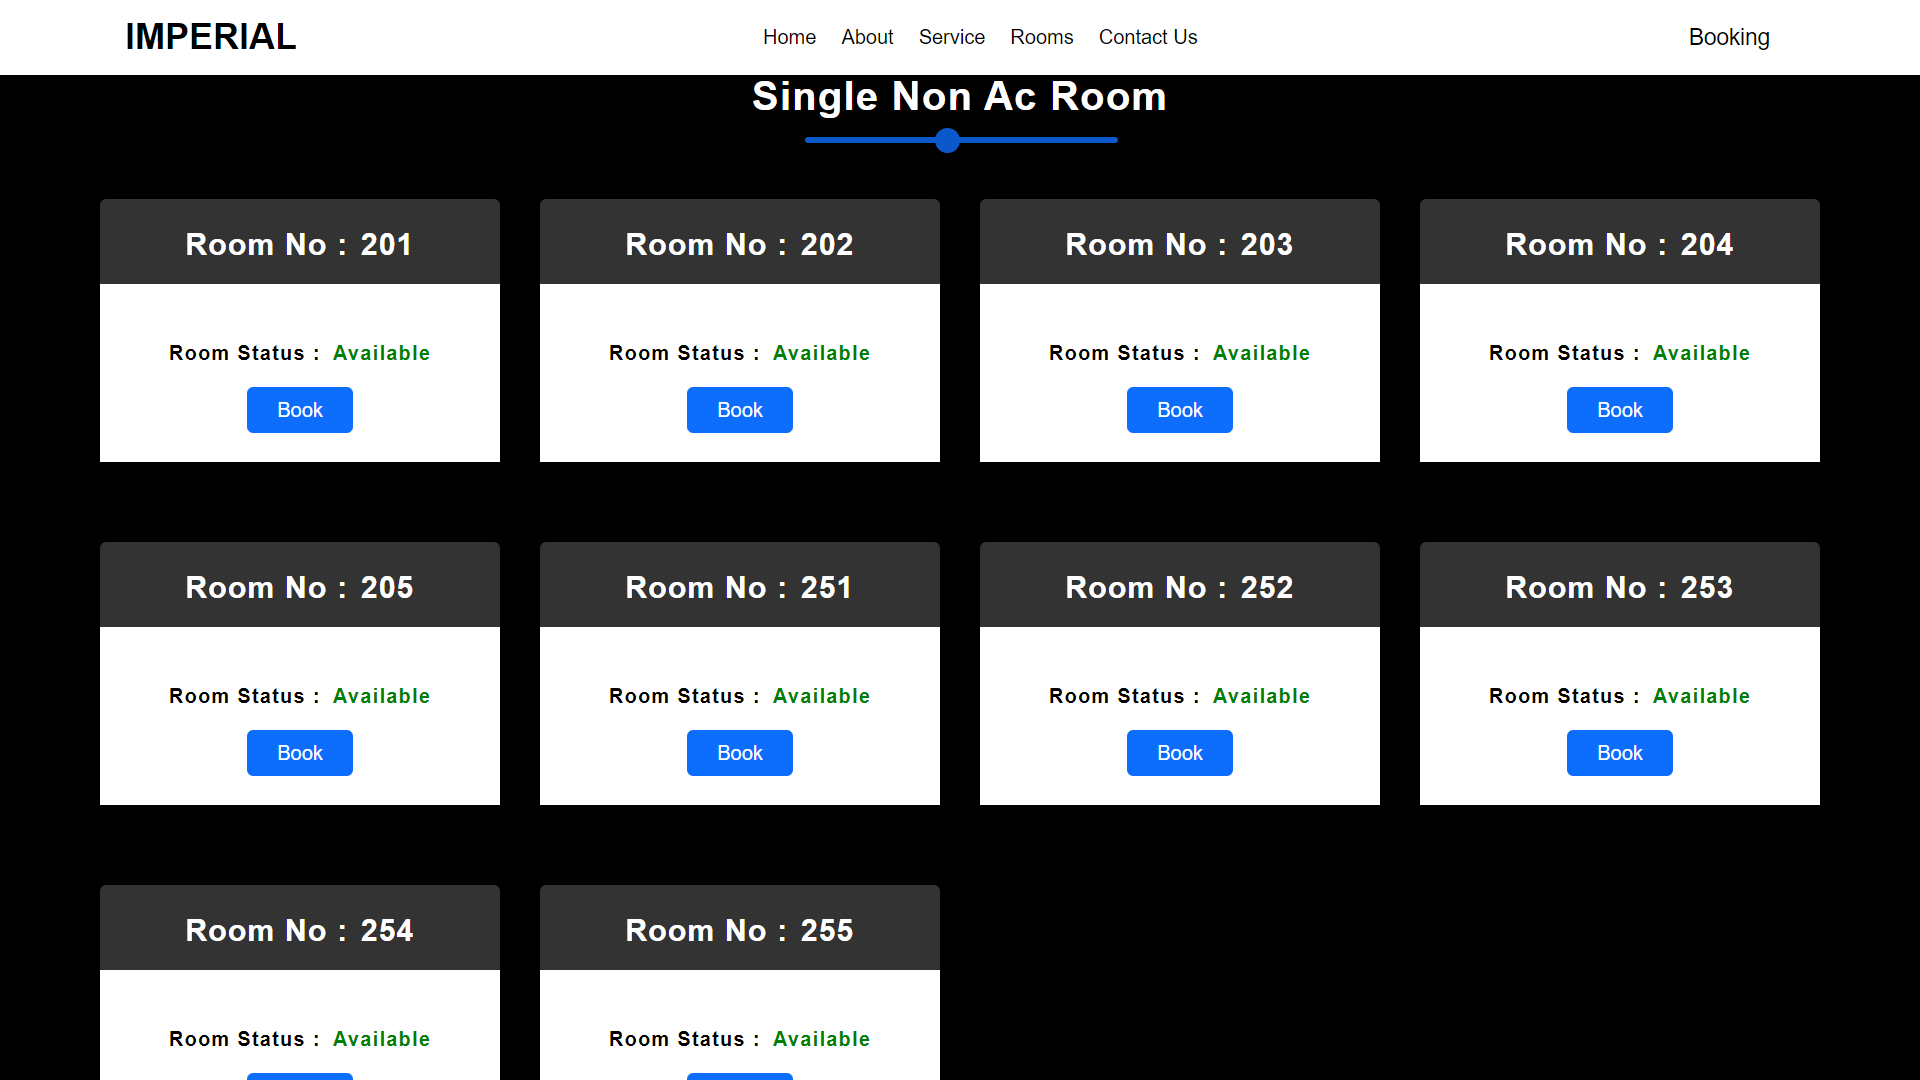 IMPERIAL
Home About Service Rooms Contact Us
Booking
Single Non Ac Room
Room No : 201
Room Status : Available
Book
Room No : 202
Room Status : Available
Book
Room No : 203
Room Status : Available
Book
Room No : 204
Room Status : Available
Book
Room No : 205
Room Status : Available
Book
Room No : 251
Room Status : Available
Book
Room No : 252
Room Status : Available
Book
Room No : 253
Room Status : Available
Book
Room No : 254
Room Status : Available
Room No : 255
Room Status : Available